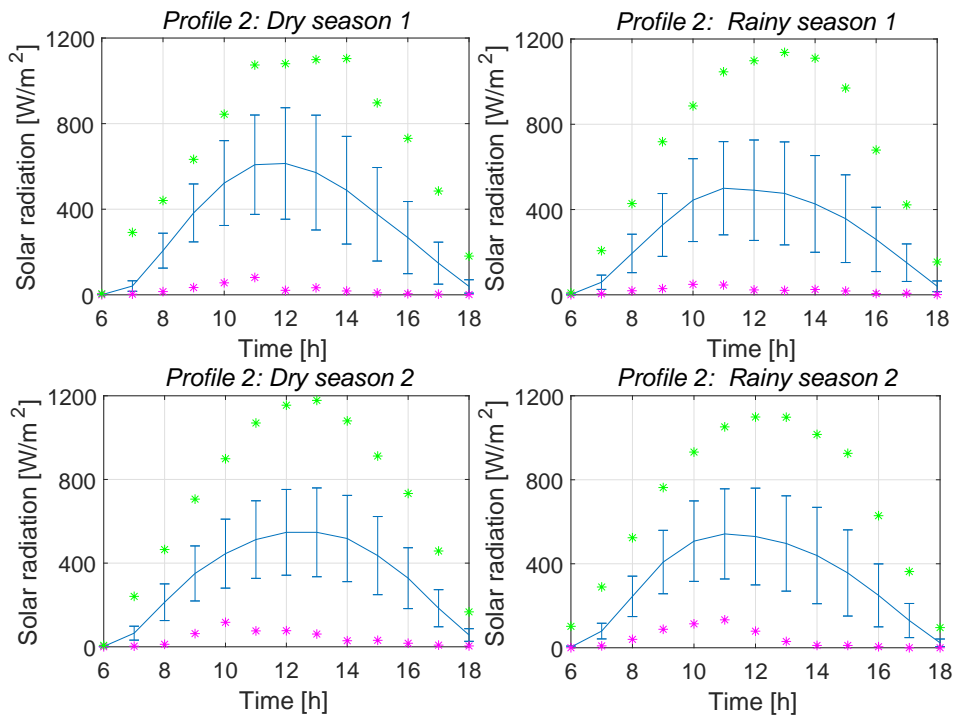 Profile 2: Dry season 1
Solar radiation [W/m²]
1200
800
400
0
6 8 10 12 14 16 18
Time [h]
Profile 2: Rainy season 1
Solar radiation [W/m²]
1200
800
400
0
6 8 10 12 14 16 18
Time [h]
Profile 2: Dry season 2
Solar radiation [W/m²]
1200
800
400
0
6 8 10 12 14 16 18
Time [h]
Profile 2: Rainy season 2
Solar radiation [W/m²]
1200
800
400
0
6 8 10 12 14 16 18
Time [h]